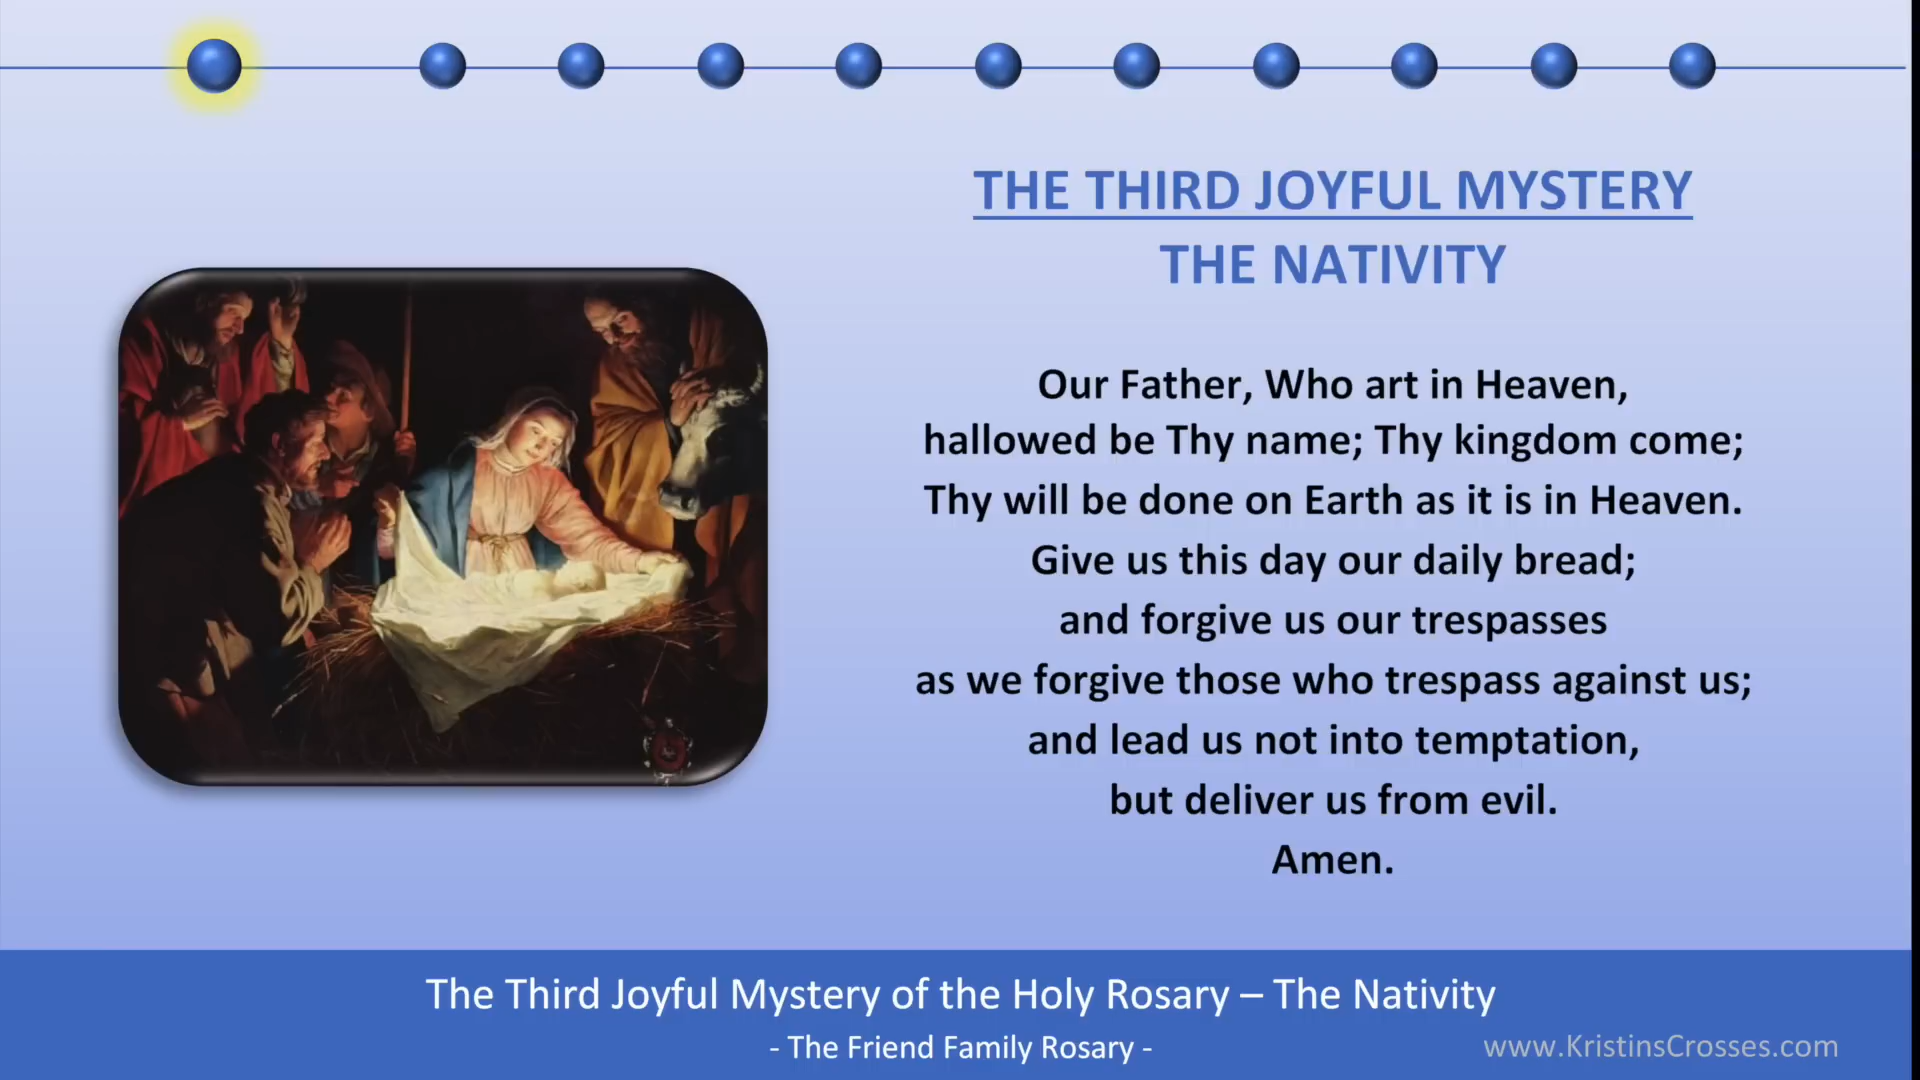 THE THIRD JOYFUL MYSTERY
THE NATIVITY
Our Father, Who art in Heaven,
hallowed be Thy name; Thy kingdom come;
Thy will be done on Earth as it is in Heaven.
Give us this day our daily bread;
and forgive us our trespasses
as we forgive those who trespass against us;
and lead us not into temptation,
but deliver us from evil.
Amen.
The Third Joyful Mystery of the Holy Rosary – The Nativity
- The Friend Family Rosary -
www.KristinsCrosses.com